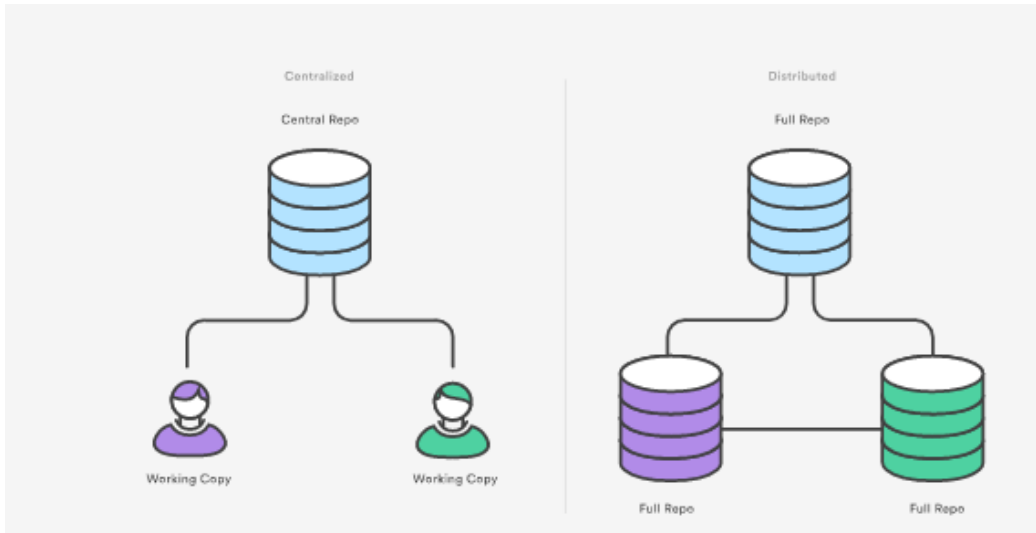 Centralized
Central Repo
Working Copy
Working Copy
Distributed
Full Repo
Full Repo
Full Repo